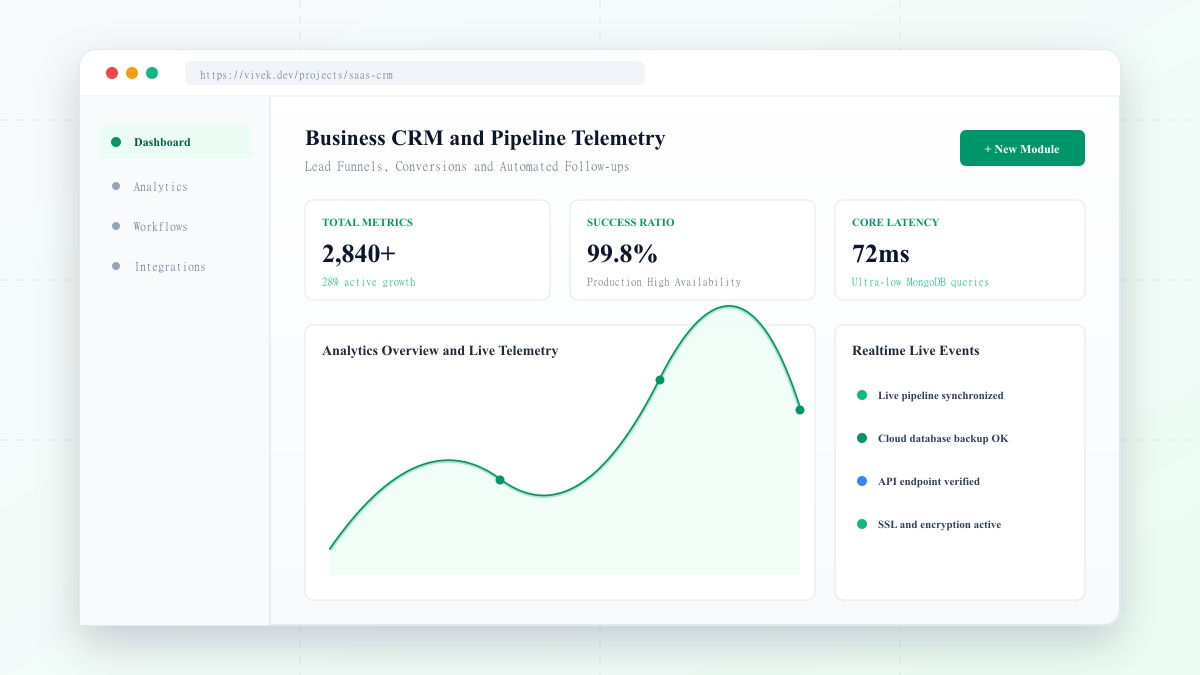 https://vivek.dev/projects/saas-crm
Dashboard
Analytics
Workflows
Integrations
Business CRM and Pipeline Telemetry
Lead Funnels, Conversions and Automated Follow-ups
+ New Module
TOTAL METRICS
2,840+
28% active growth
SUCCESS RATIO
99.8%
Production High Availability
CORE LATENCY
72ms
Ultra-low MongoDB queries
Analytics Overview and Live Telemetry
Realtime Live Events
Live pipeline synchronized
Cloud database backup OK
API endpoint verified
SSL and encryption active